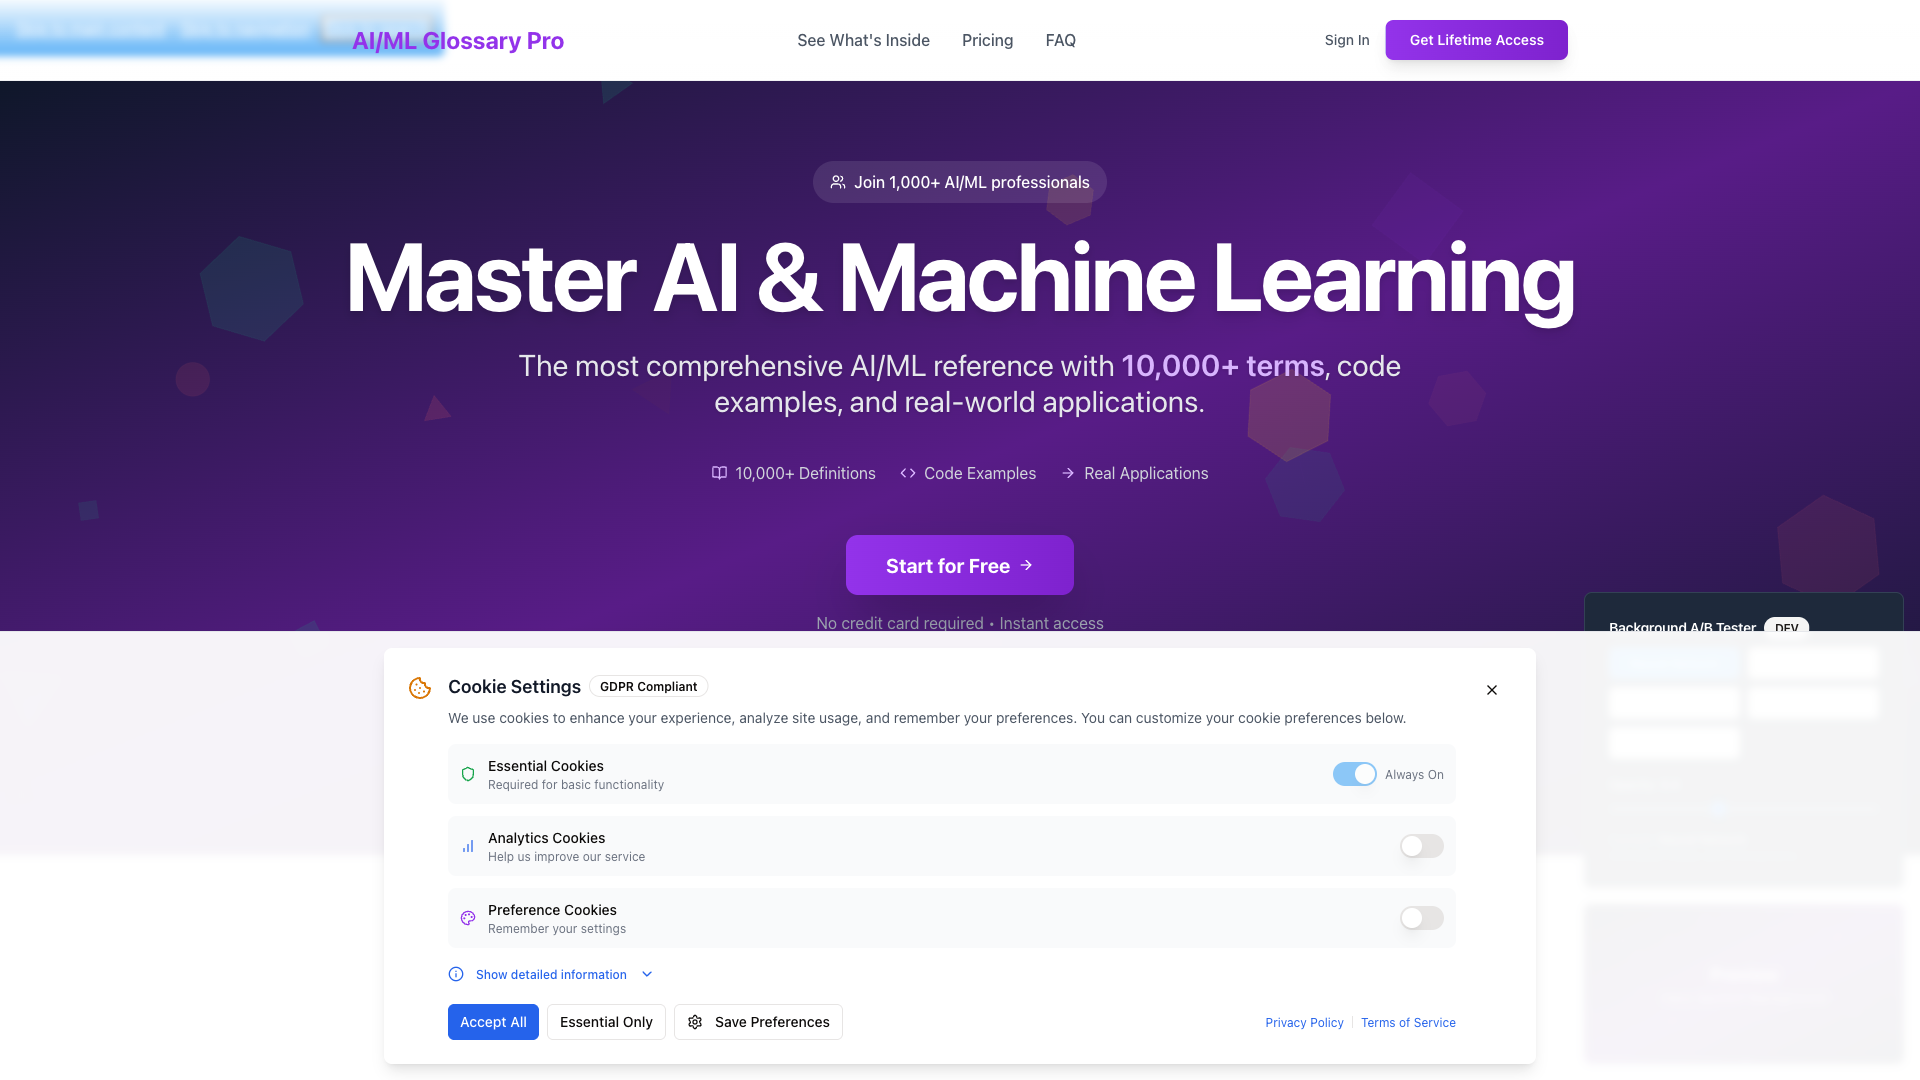 AI/ML Glossary Pro
See What's Inside
Pricing
FAQ
Sign In
Get Lifetime Access
Join 1,000+ AI/ML professionals
Master AI & Machine Learning
The most comprehensive AI/ML reference with 10,000+ terms, code
examples, and real-world applications.
10,000+ Definitions
Code Examples
Real Applications
Start for Free
No credit card required • Instant access
Background A/B Tester
DEV
Cookie Settings
GDPR Compliant
We use cookies to enhance your experience, analyze site usage, and remember your preferences. You can customize your cookie preferences below.
Essential Cookies
Required for basic functionality
Always On
Analytics Cookies
Help us improve our service
Preference Cookies
Remember your settings
Show detailed information
Accept All
Essential Only
Save Preferences
Privacy Policy
Terms of Service